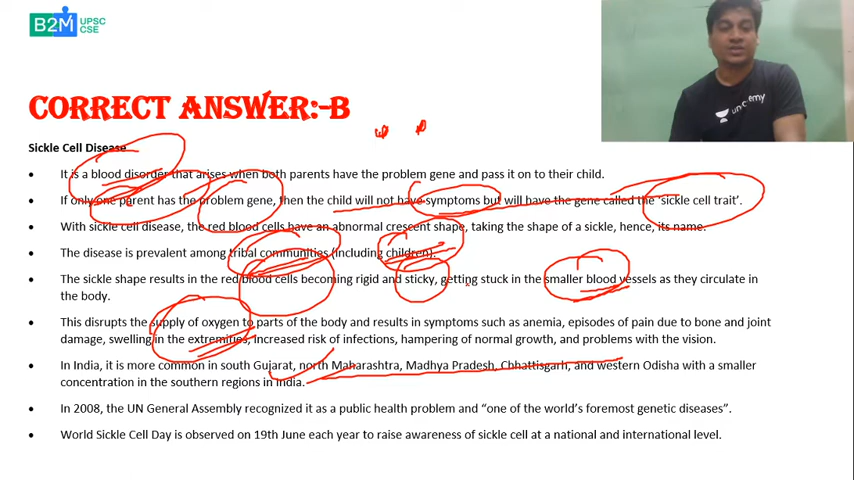 B2M UPSC
CSE
unacademy
CORRECT ANSWER:-B
Sickle Cell Disease
• It is a blood disorder that arises when both parents have the problem gene and pass it on to their child.
• If only one parent has the problem gene, then the child will not have symptoms but will have the gene called the 'sickle cell trait'.
• With sickle cell disease, the red blood cells have an abnormal crescent shape, taking the shape of a sickle, hence, its name.
• The disease is prevalent among tribal communities (including children).
• The sickle shape results in the red blood cells becoming rigid and sticky, getting stuck in the smaller blood vessels as they circulate in
the body.
• This disrupts the supply of oxygen to parts of the body and results in symptoms such as anemia, episodes of pain due to bone and joint
damage, swelling in the extremities, increased risk of infections, hampering of normal growth, and problems with the vision.
• In India, it is more common in south Gujarat, north Maharashtra, Madhya Pradesh, Chhattisgarh, and western Odisha with a smaller
concentration in the southern regions in India.
• In 2008, the UN General Assembly recognized it as a public health problem and “one of the world's foremost genetic diseases”.
• World Sickle Cell Day is observed on 19th June each year to raise awareness of sickle cell at a national and international level.